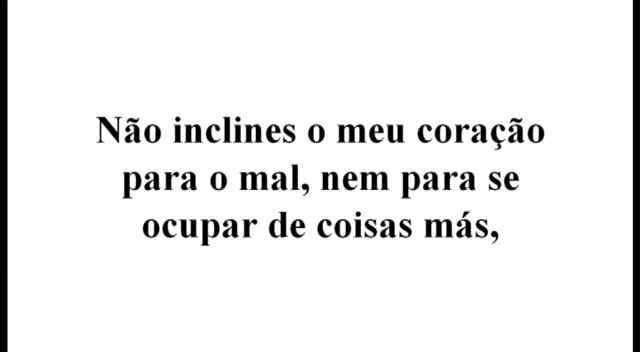 Não inclines o meu coração
para o mal, nem para se
ocupar de coisas más,